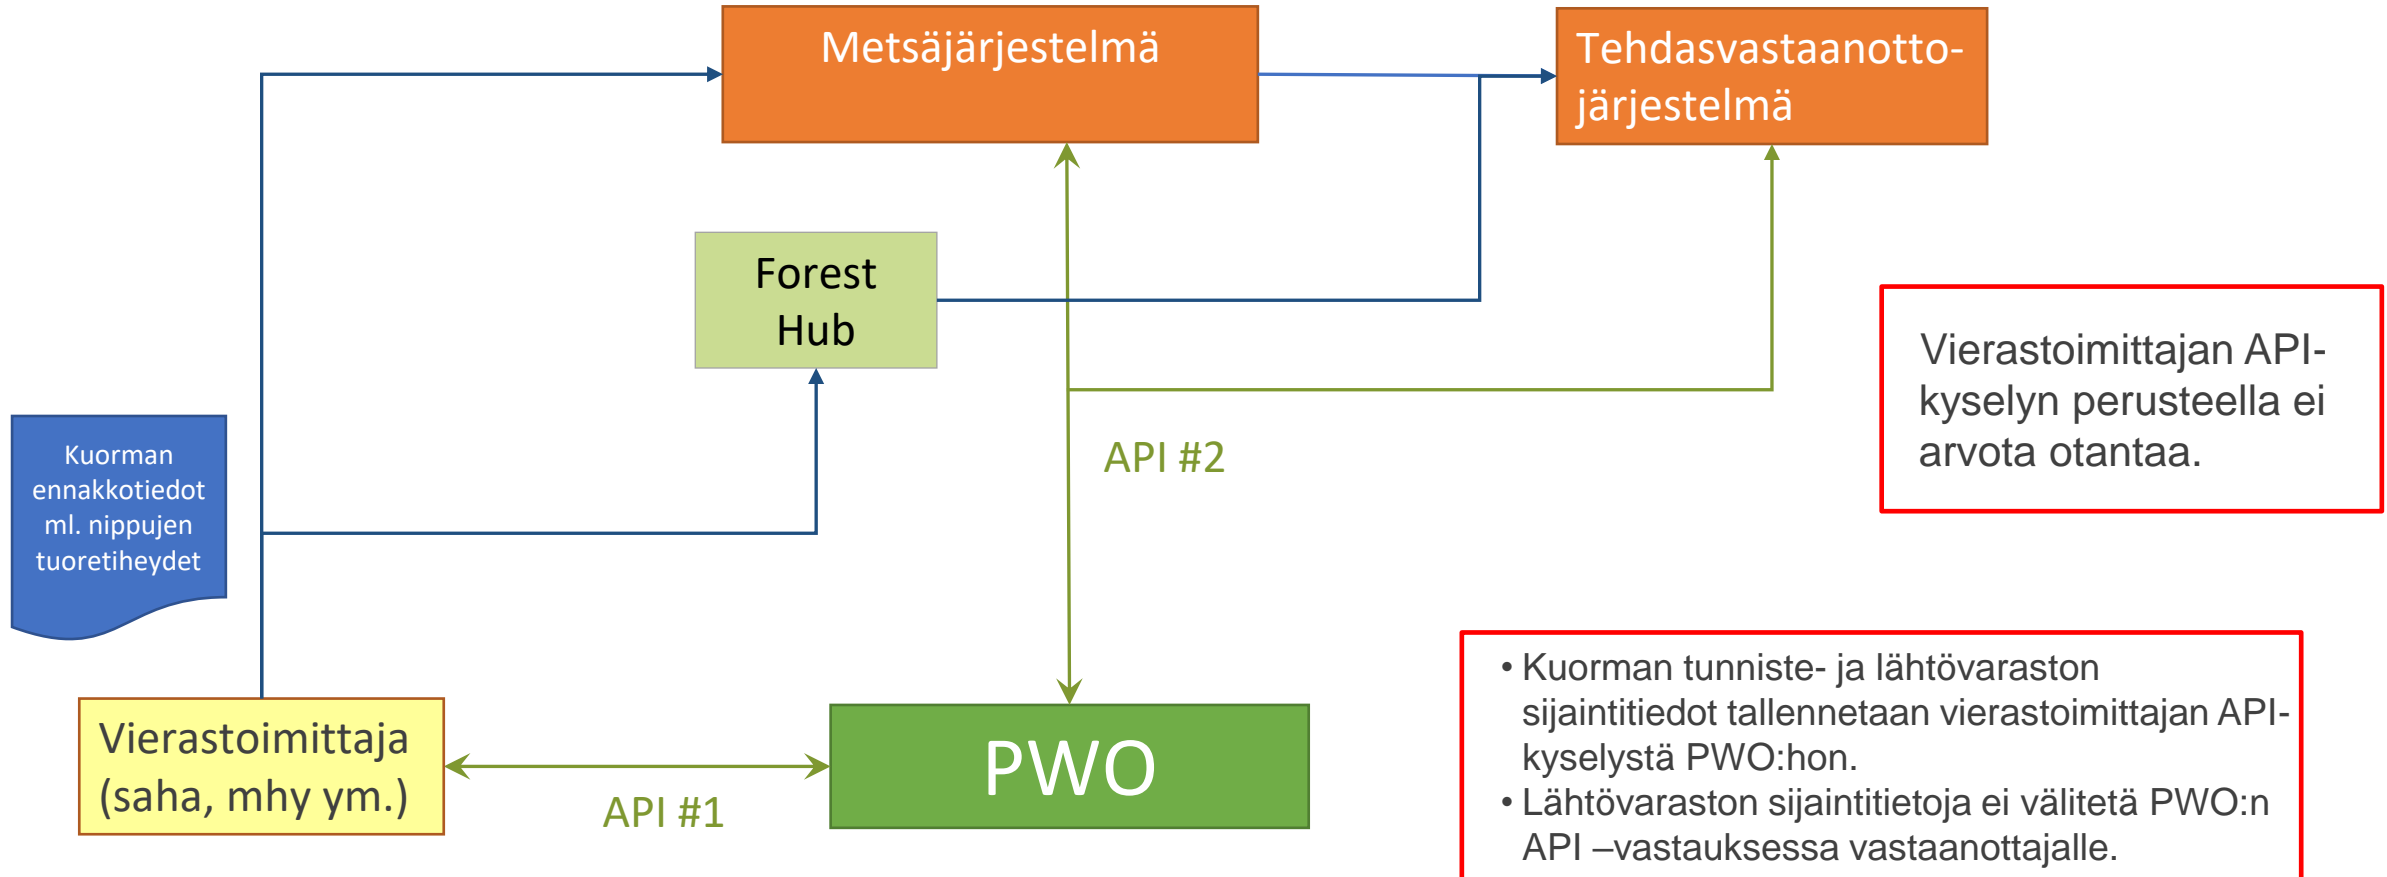 Metsäjärjestelmä
Tehdasvastaanotto-
järjestelmä
Forest
Hub
Vierastoimittajan API-
kyselyn perusteella ei
arvota otantaa.
Kuorman
ennakkotiedot
ml. nippujen
tuoretiheydet
API #2
• Kuorman tunniste- ja lähtövaraston
sijaintitiedot tallennetaan vierastoimittajan API-
kyselystä PWO:hon.
• Lähtövaraston sijaintitietoja ei välitetä PWO:n
API –vastauksessa vastaanottajalle.
Vierastoimittaja
(saha, mhy ym.)
API #1
PWO